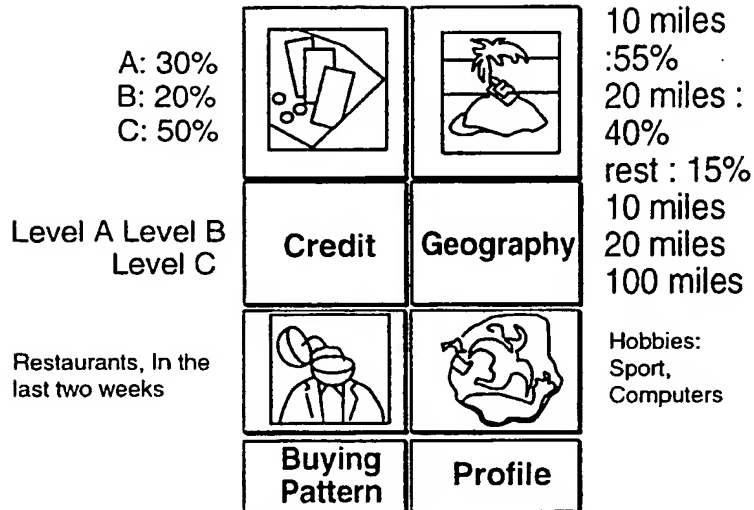 A: 30%
B: 20%
C: 50%
10 miles
:55%
20 miles :
40%
rest : 15%
Level A Level B
Level C
Credit
Geography
10 miles
20 miles
100 miles
Restaurants, In the
last two weeks
Hobbies:
Sport,
Computers
Buying
Pattern
Profile